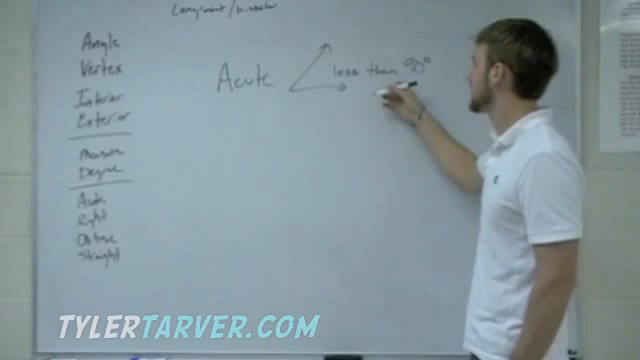 Congruent/Bisector
Angle
Vertex
Interior
Exterior
Measure
Degree
Acute
Right
Obtuse
Straight
Acute
less than 90°
TYLERTARVER.COM